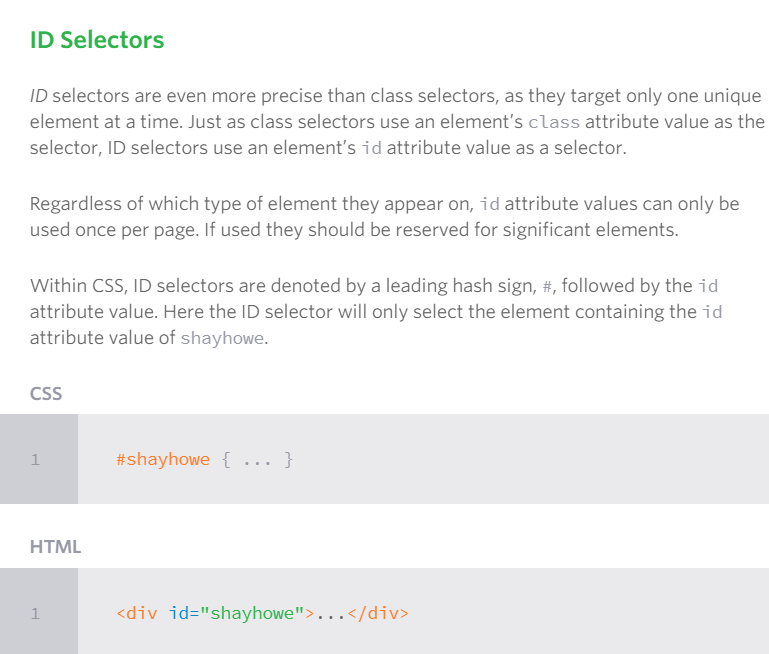 ID Selectors
ID selectors are even more precise than class selectors, as they target only one unique
element at a time. Just as class selectors use an element’s class attribute value as the
selector, ID selectors use an element’s id attribute value as a selector.
Regardless of which type of element they appear on, id attribute values can only be
used once per page. If used they should be reserved for significant elements.
Within CSS, ID selectors are denoted by a leading hash sign, #, followed by the id
attribute value. Here the ID selector will only select the element containing the id
attribute value of shayhowe.
CSS
1 #shayhowe { ... }
HTML
1 <div id="shayhowe">...</div>